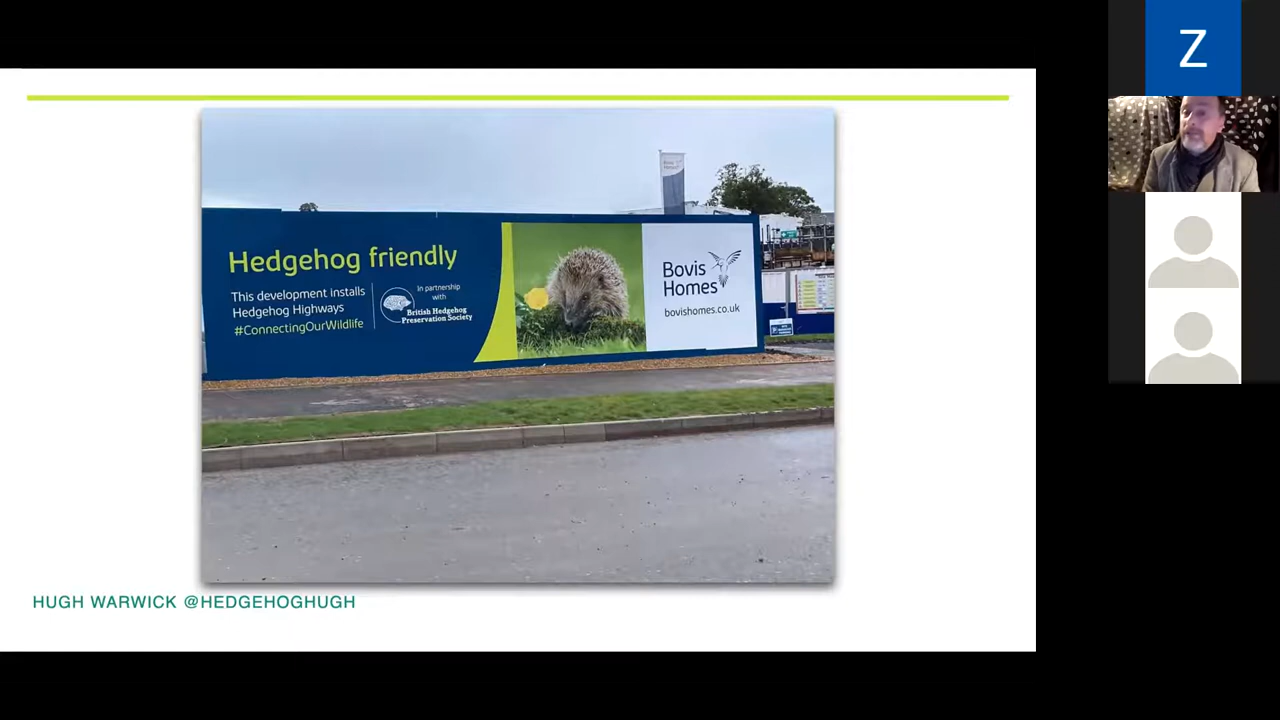 Hedgehog friendly
This development installs
Hedgehog Highways
#ConnectingOurWildlife
in partnership
with
British Hedgehog
Preservation Society
Bovis
Homes
bovishomes.co.uk
HUGH WARWICK @HEDGEHOGHUGH
Z